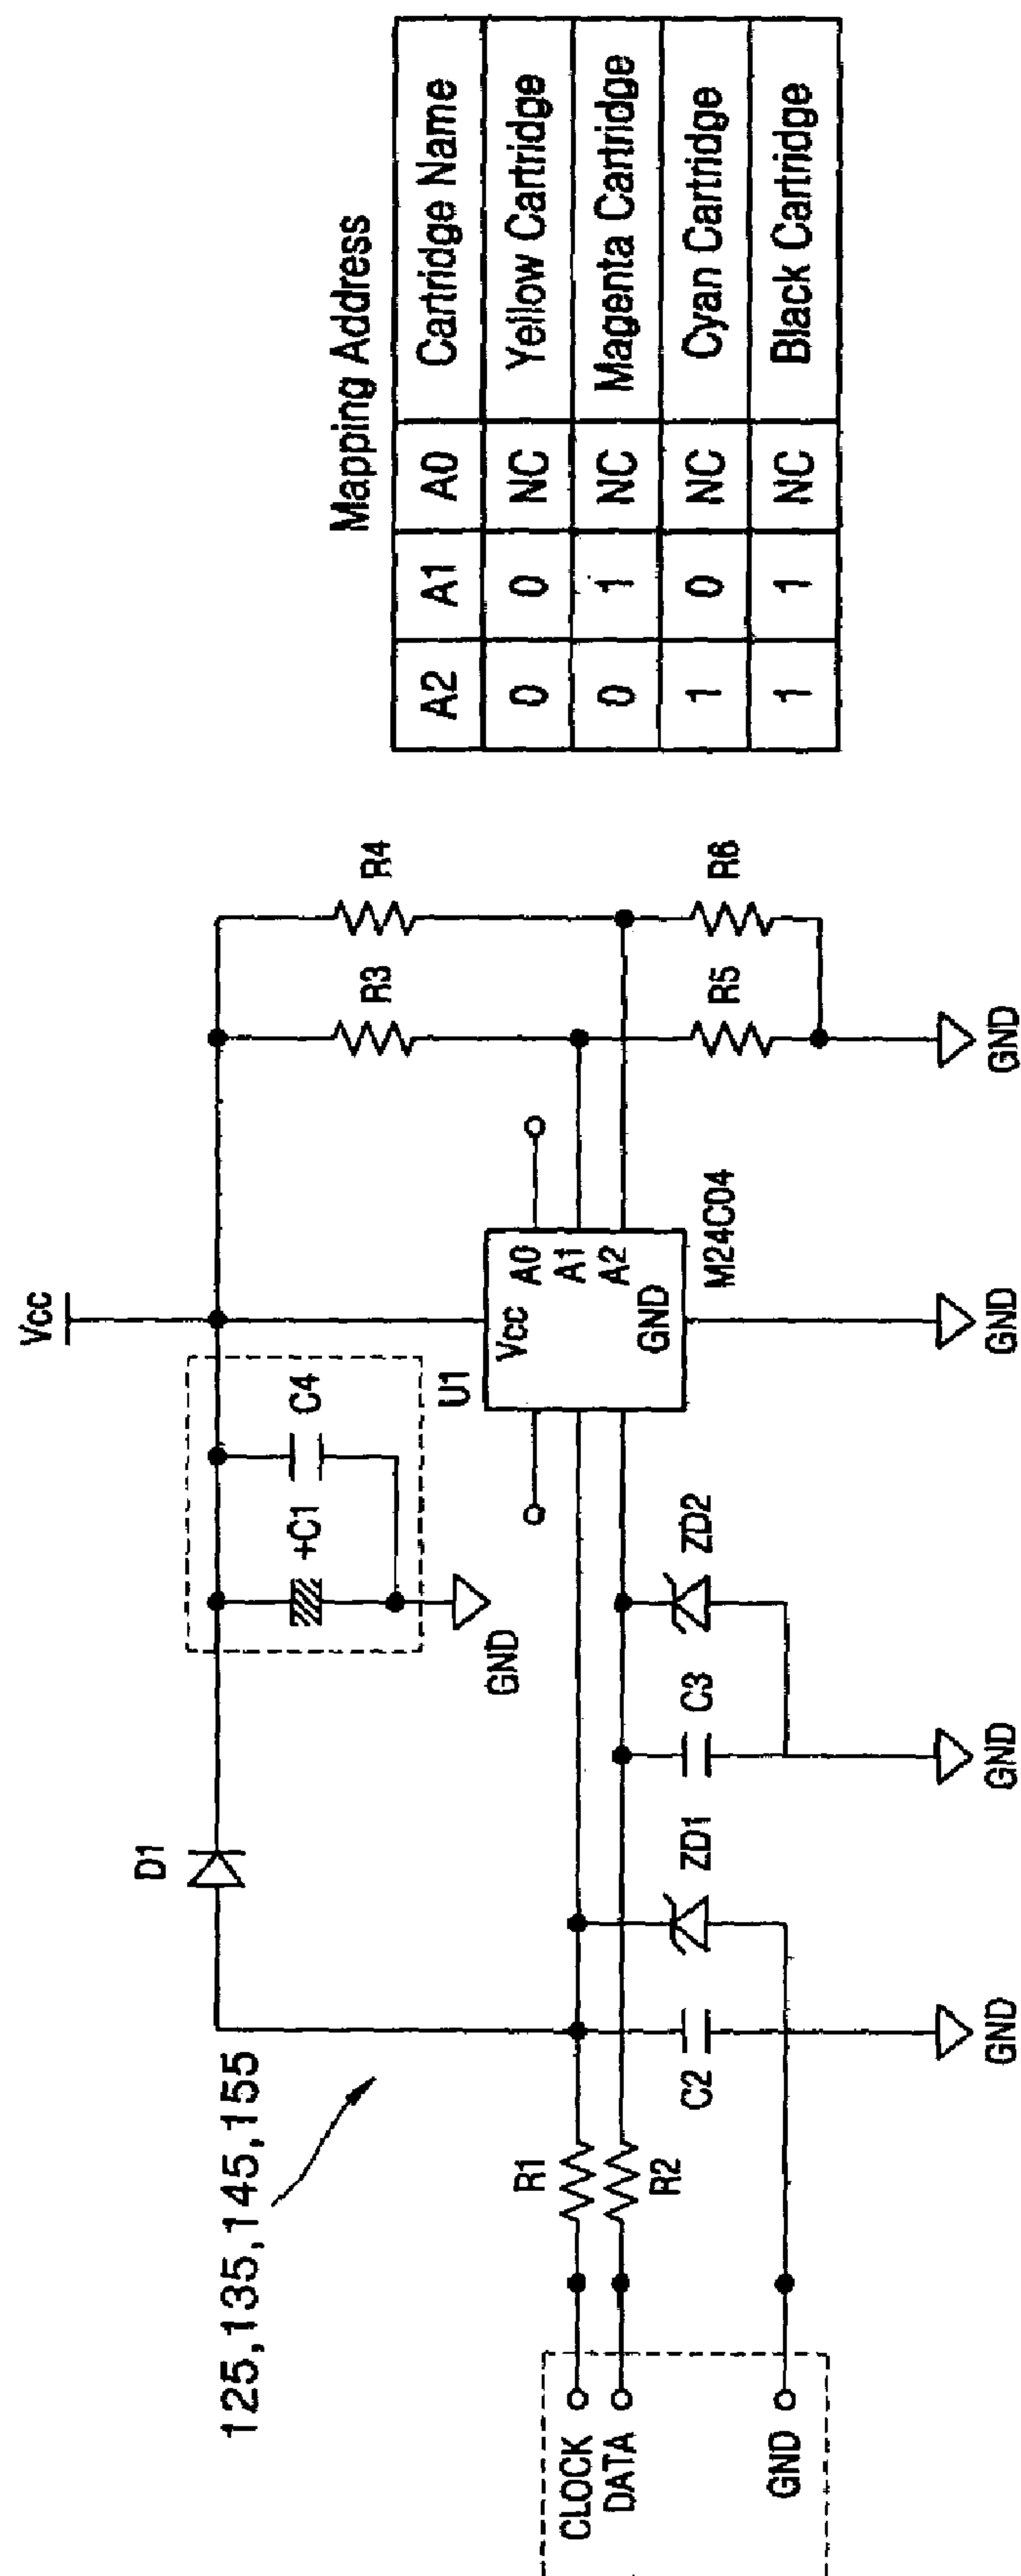 125,135,145,155
Vcc
D1
+C1
C4
GND
R3
R4
U1
Vcc
A0
A1
A2
GND
M24C04
R1
R2
CLOCK
DATA
GND
C2
ZD1
C3
ZD2
R5
R6
GND
GND
GND
GND
Mapping Address
A2 A1 A0 Cartridge Name
0 0 NC Yellow Cartridge
0 1 NC Magenta Cartridge
1 0 NC Cyan Cartridge
1 1 NC Black Cartridge